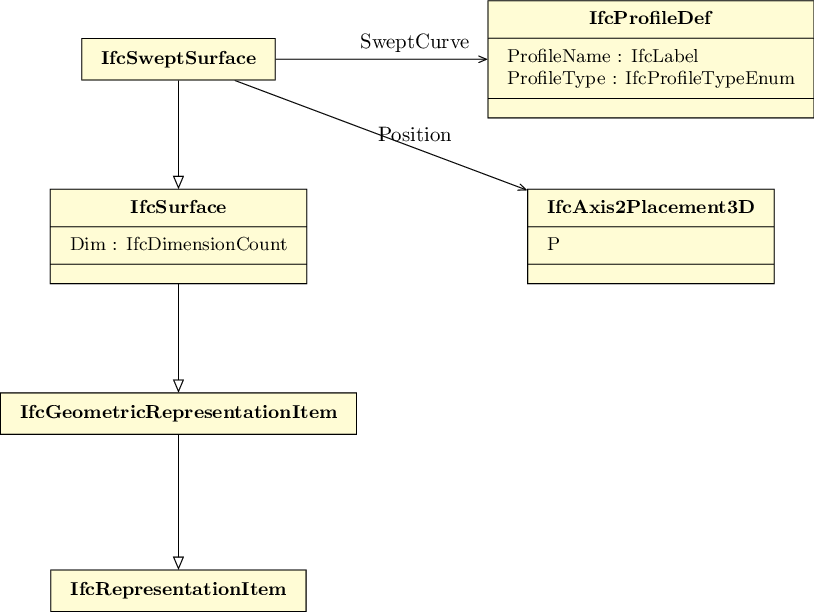 IfcSweptSurface
SweptCurve
IfcProfileDef
ProfileName : IfcLabel
ProfileType : IfcProfileTypeEnum
Position
IfcSurface
Dim : IfcDimensionCount
IfcAxis2Placement3D
P
IfcGeometricRepresentationItem
IfcRepresentationItem